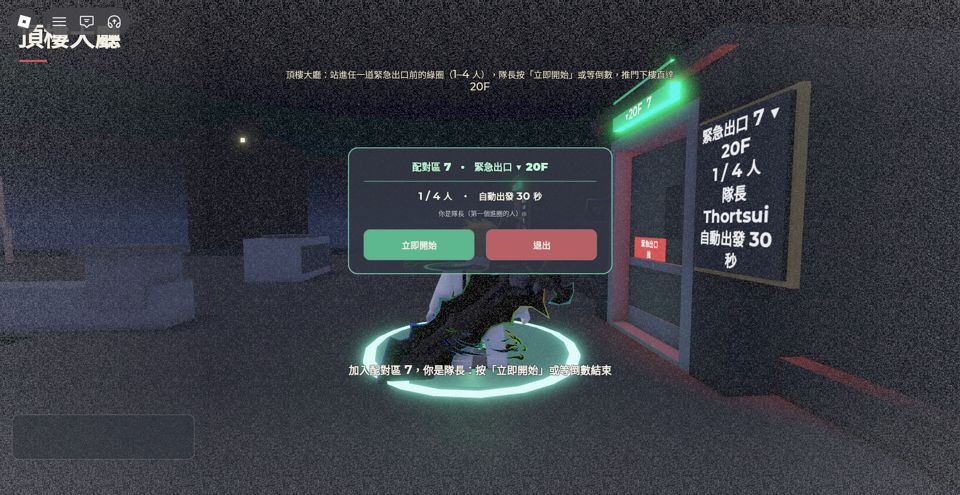 頂樓大廳
頂樓大廳：站進任一道緊急出口前的綠圈（1–4 人），隊長按「立即開始」或等倒數，推門下樓直達
20F
▼20F 7
緊急出口 7 ▼
20F
1 / 4 人
隊長
Thortsui
自動出發 30
秒
配對區 7 • 緊急出口 ▼ 20F
1 / 4 人 • 自動出發 30 秒
你是隊長（第一個進圈的人）。
立即開始
退出
緊急出口
加入配對區 7，你是隊長：按「立即開始」或等倒數結束